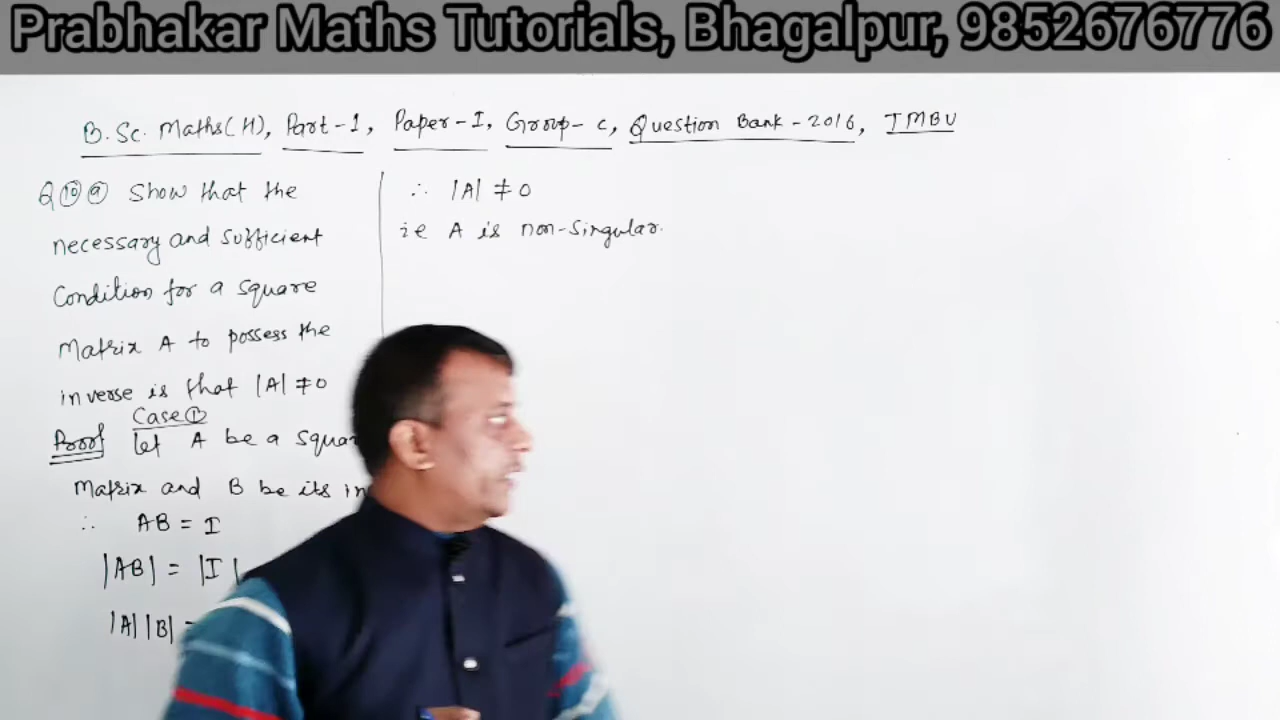 Prabhakar Maths Tutorials, Bhagalpur, 9852676776
B.Sc. Maths(H), Part-1, Paper-I, Group-C, Question Bank-2016, TMBU
Q 10 a Show that the
necessary and sufficient
Condition for a square
Matrix A to possess the
inverse is that |A| ≠ 0
Case 1
Proof Let A be a
Matrix and B be its
∴ AB = I
|AB| = |I|
|A||B| =
∴ |A| ≠ 0
ie A is non-singular.